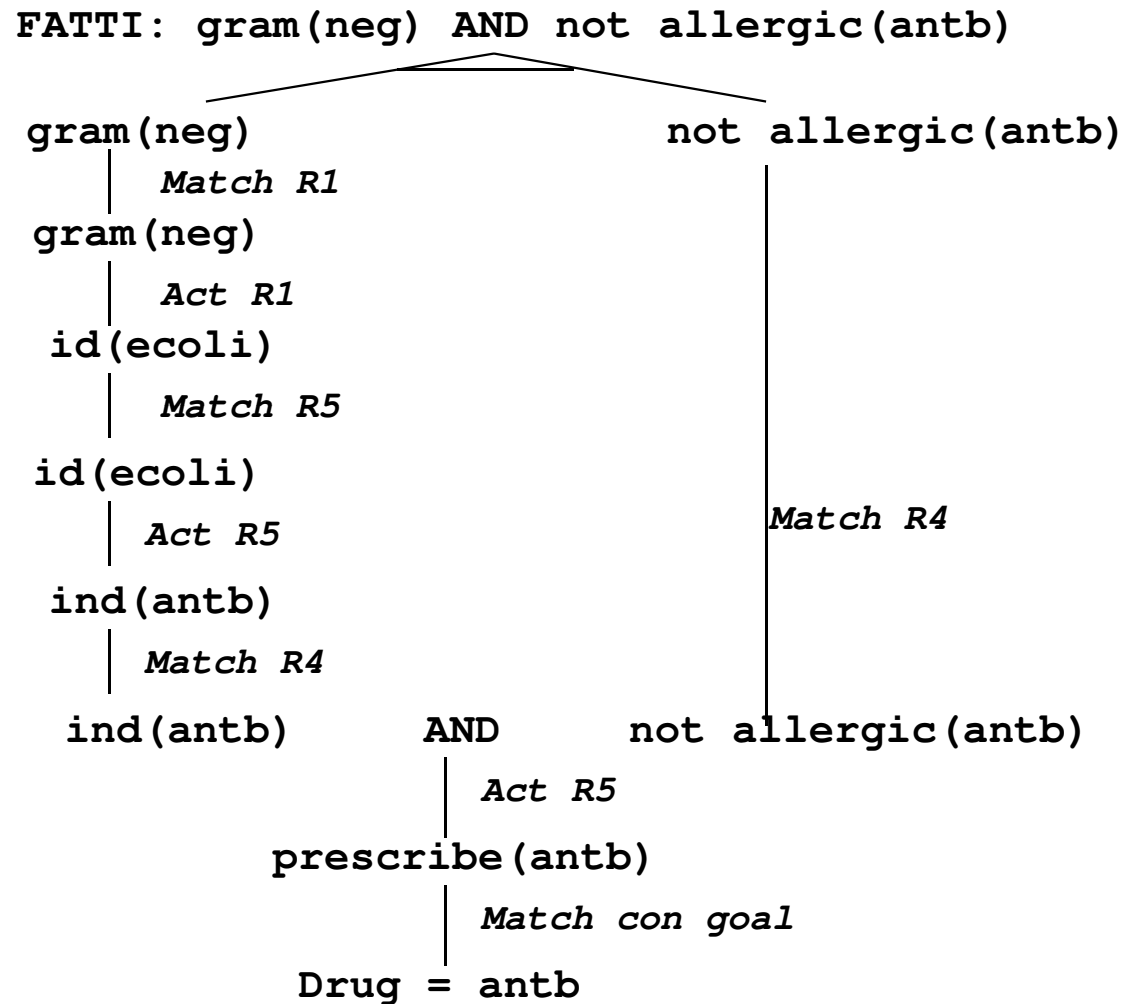 FATTI: gram(neg) AND not allergic(antb)
gram(neg) not allergic(antb)
Match R1
gram(neg)
Act R1
id(ecoli)
Match R5
id(ecoli)
Match R4
Act R5
ind(antb)
Match R4
ind(antb) AND not allergic(antb)
Act R5
prescribe(antb)
Match con goal
Drug = antb